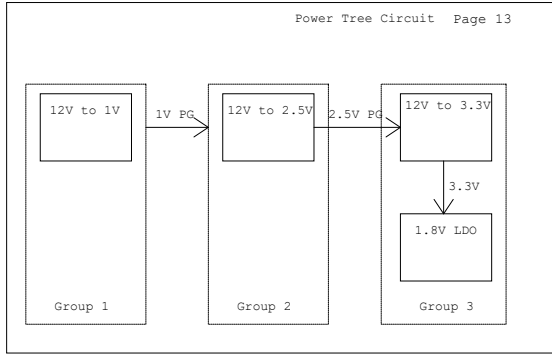 Power Tree Circuit Page 13
12V to 1V
1V PG
12V to 2.5V
2.5V PG
12V to 3.3V
3.3V
1.8V LDO
Group 1
Group 2
Group 3